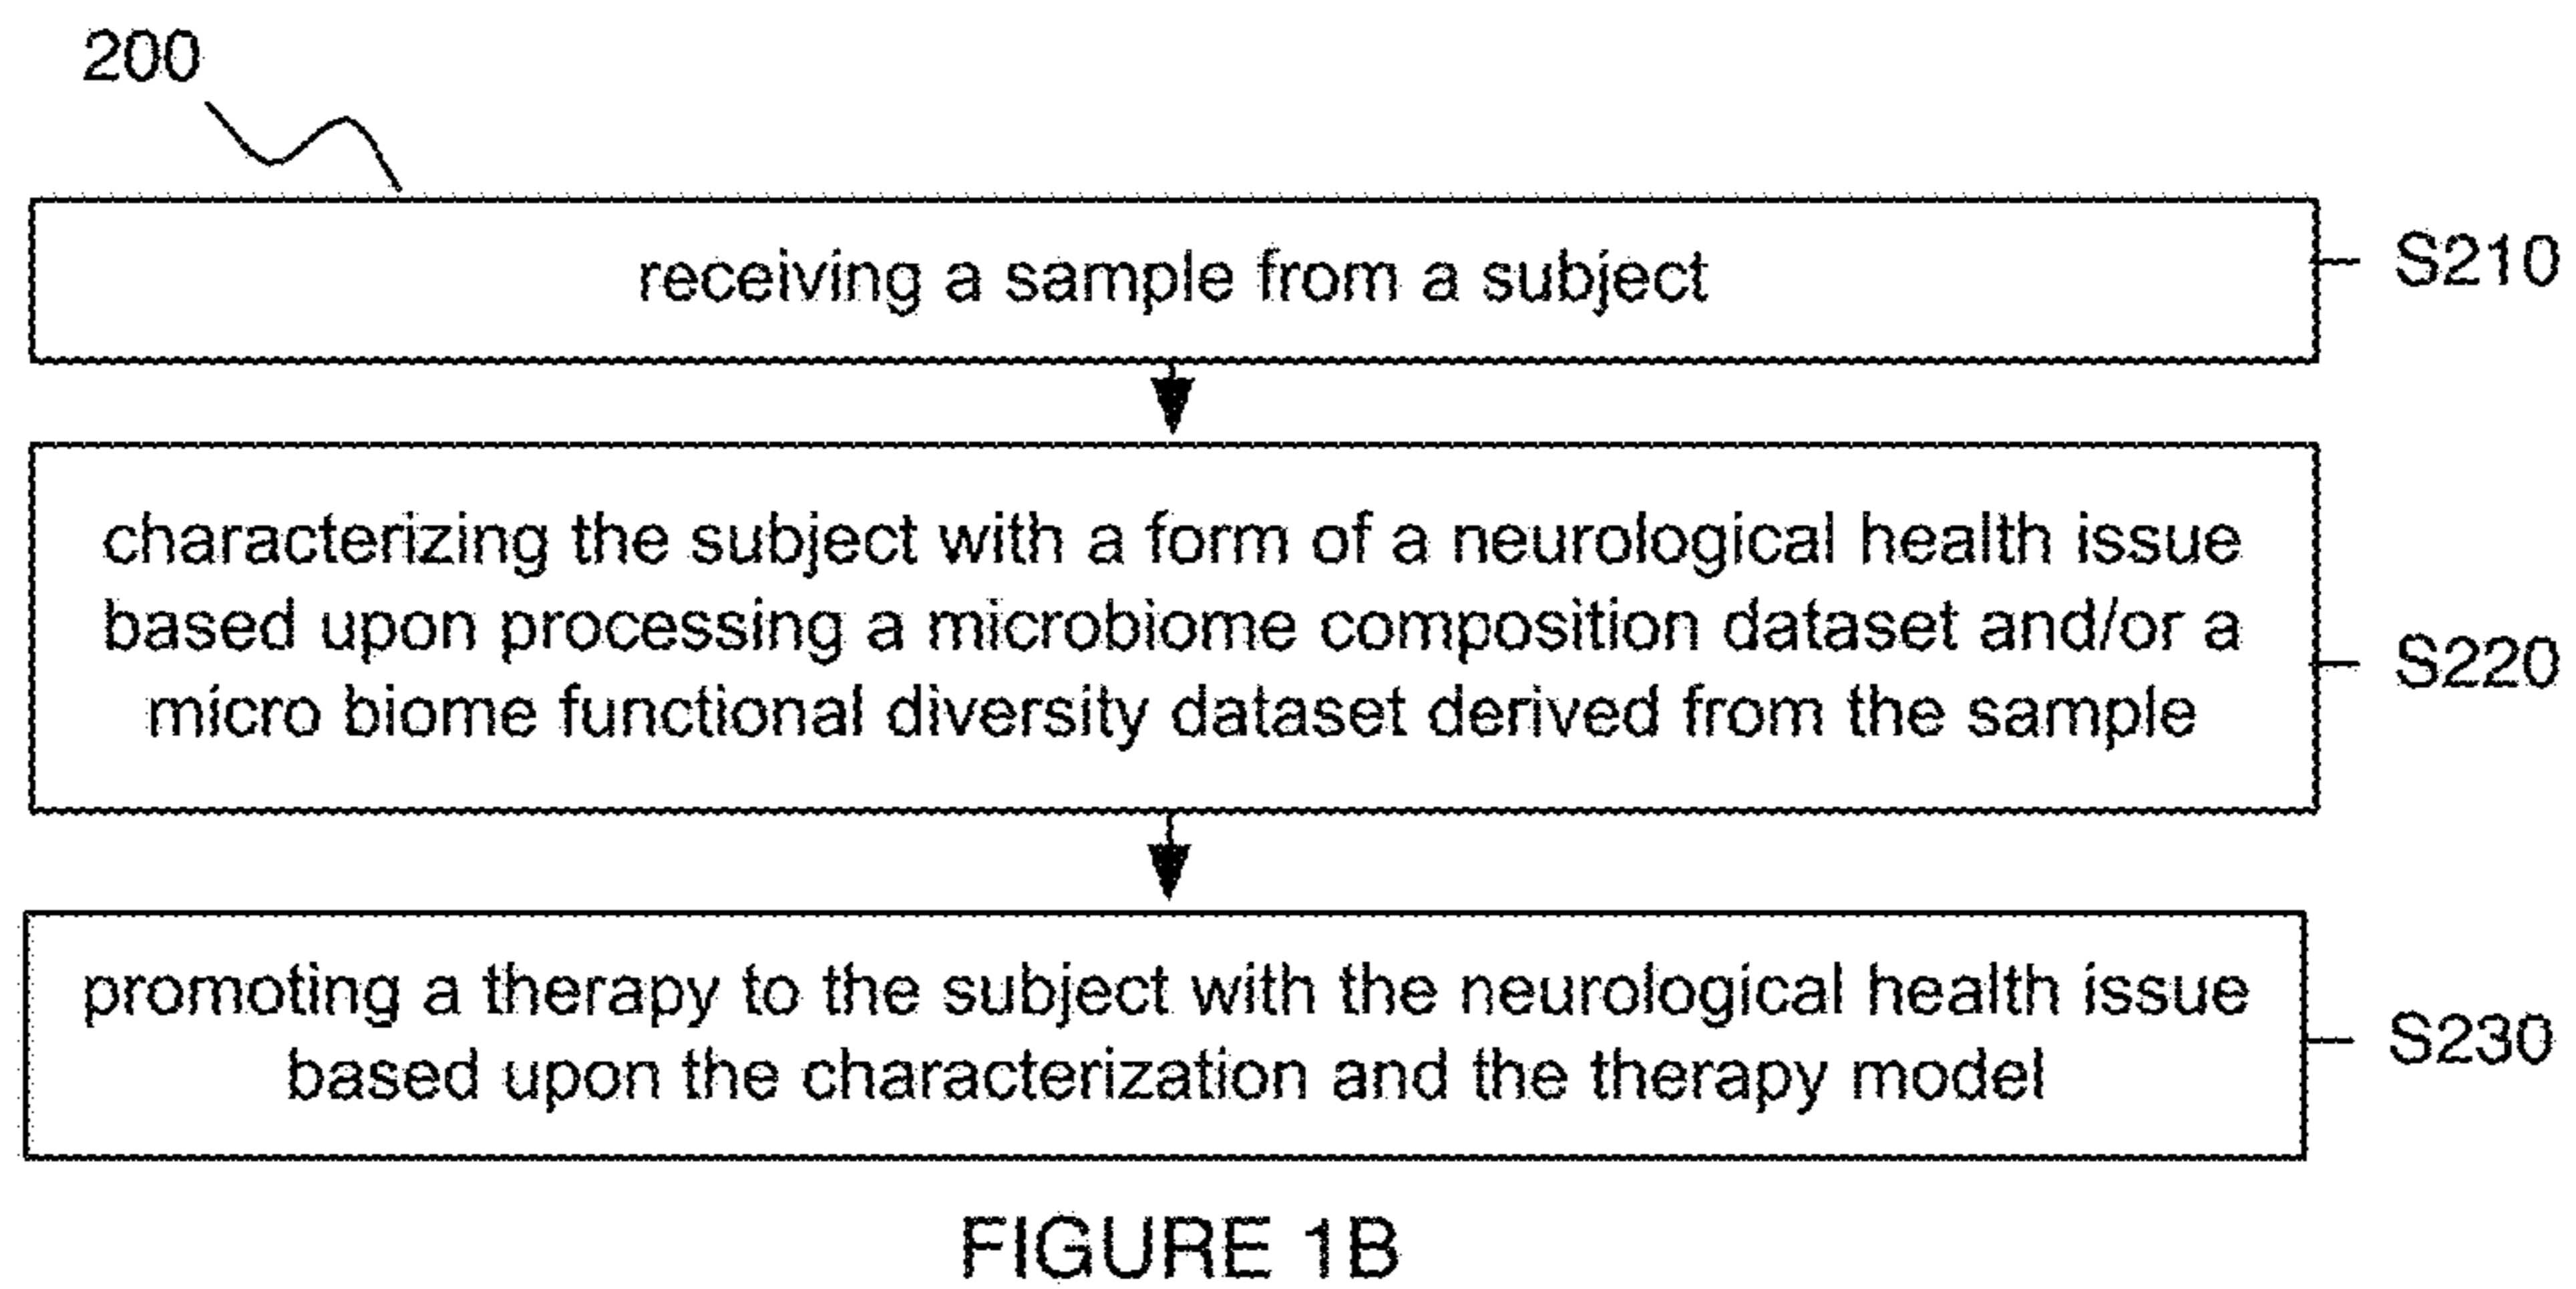 200
receiving a sample from a subject
S210
characterizing the subject with a form of a neurological health issue
based upon processing a microbiome composition dataset and/or a
micro biome functional diversity dataset derived from the sample
S220
promoting a therapy to the subject with the neurological health issue
based upon the characterization and the therapy model
S230
FIGURE 1B